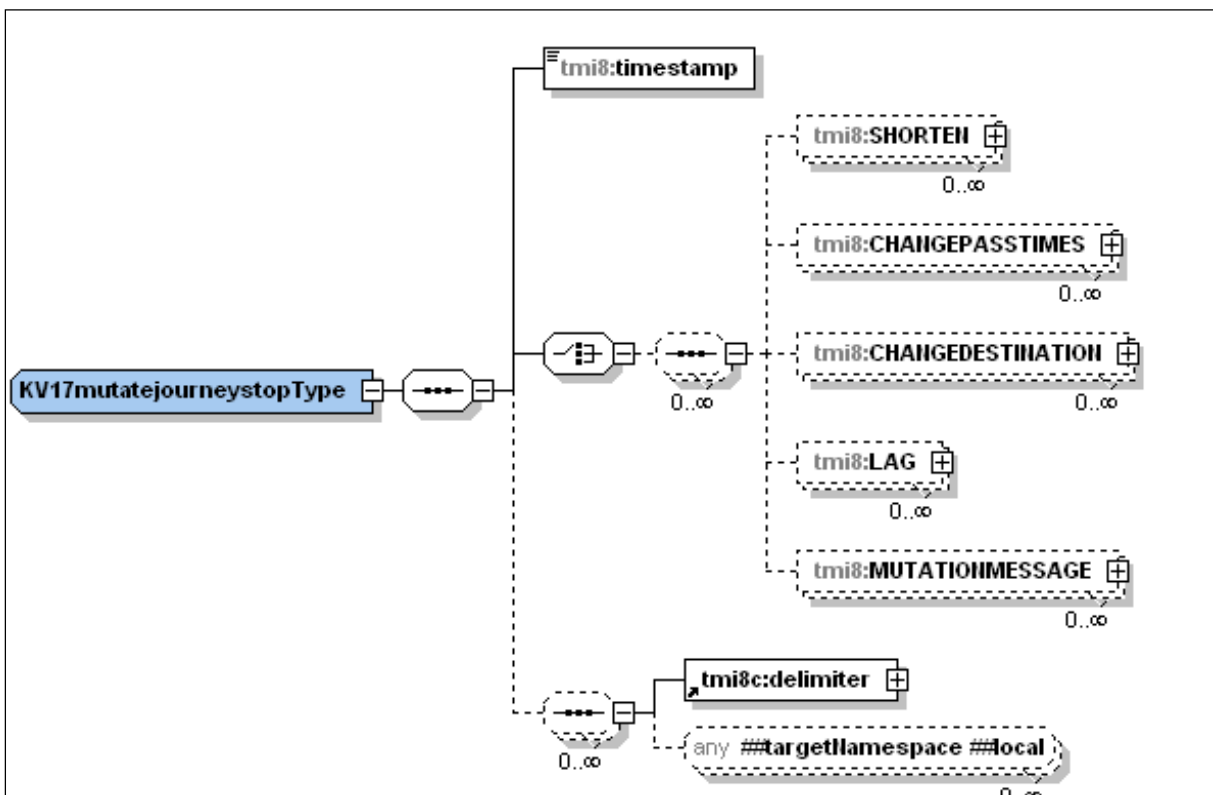 tmi8:timestamp
tmi8:SHORTEN
0..∞
tmi8:CHANGEPASSTIMES
0..∞
tmi8:CHANGEDESTINATION
0..∞
KV17mutatejourneystopType
0..∞
tmi8:LAG
0..∞
tmi8:MUTATIONMESSAGE
0..∞
tmi8c:delimiter
any ##targetNamespace ##local
0..∞
0..∞